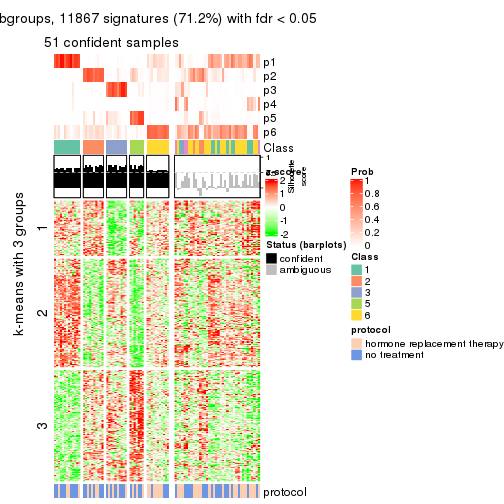 bgroups, 11867 signatures (71.2%) with fdr < 0.05
51 confident samples
p1
p2
p3
p4
p5
p6
Class
1
Silhouette
score
z-score
2
1
0
-1
-2
Status (barplots)
confident
ambiguous
Prob
1
0.8
0.6
0.4
0.2
0
Class
1
2
3
5
6
protocol
hormone replacement therapy
no treatment
k-means with 3 groups
1
2
3
protocol